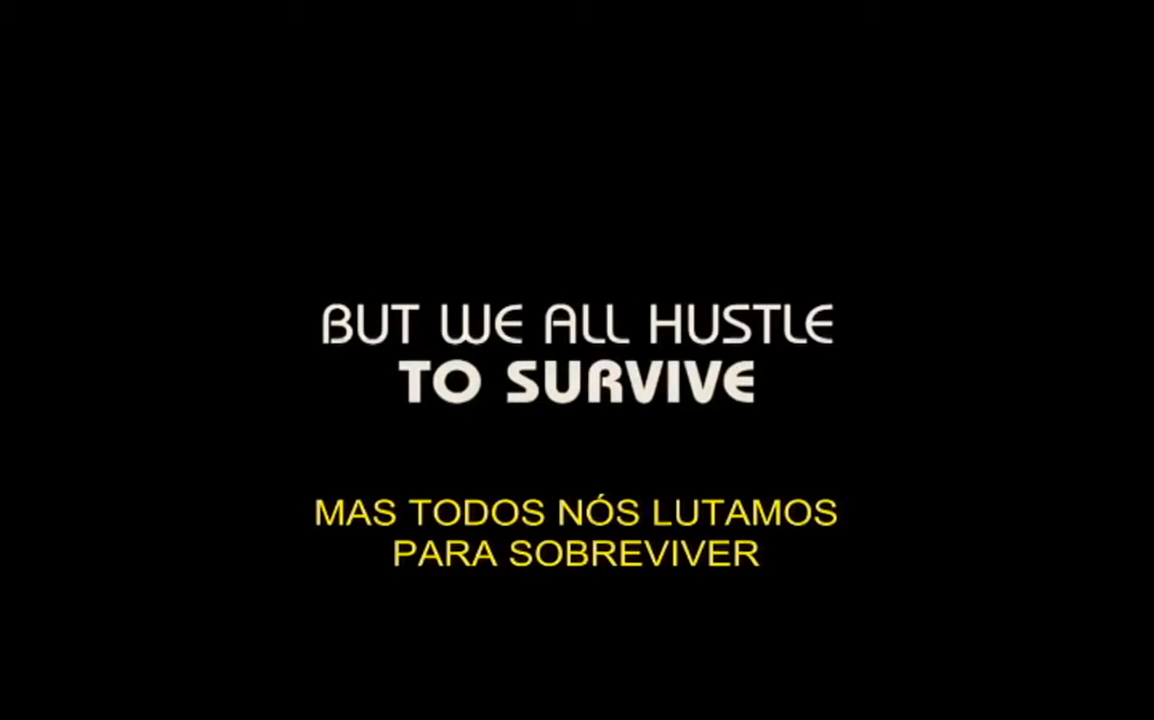 BUT WE ALL HUSTLE
TO SURVIVE
MAS TODOS NÓS LUTAMOS
PARA SOBREVIVER